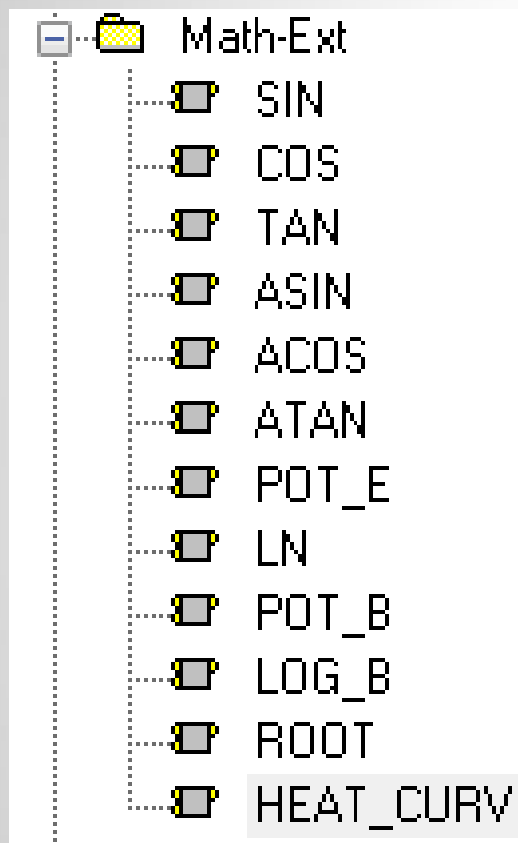 Math-Ext
SIN
COS
TAN
ASIN
ACOS
ATAN
POT_E
LN
POT_B
LOG_B
ROOT
HEAT_CURV